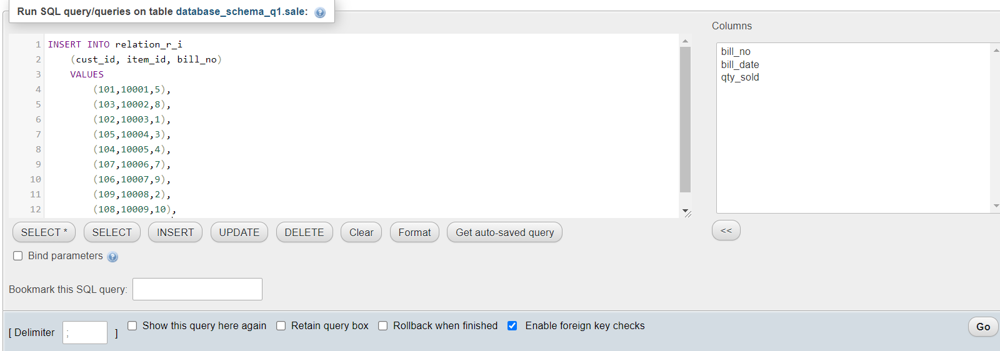 Run SQL query/queries on table database_schema_q1.sale:
Columns
1 INSERT INTO relation_r_i
2 (cust_id, item_id, bill_no)
3 VALUES
4 (101,10001,5),
5 (103,10002,8),
6 (102,10003,1),
7 (105,10004,3),
8 (104,10005,4),
9 (107,10006,7),
10 (106,10007,9),
11 (109,10008,2),
12 (108,10009,10),
bill_no
bill_date
qty_sold
SELECT * SELECT INSERT UPDATE DELETE Clear Format Get auto-saved query <<
Bind parameters
Bookmark this SQL query:
[ Delimiter ; ] Show this query here again Retain query box Rollback when finished Enable foreign key checks Go